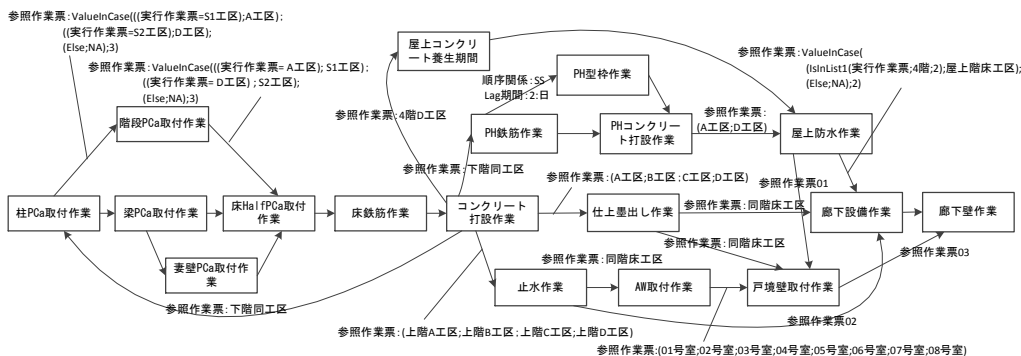 参照作業票:ValueInCase(((実行作業票=S1工区);A工区);
((実行作業票=S2工区);D工区);
(Else;NA);3)
参照作業票:ValueInCase(((実行作業票= A工区); S1工区);
((実行作業票= D工区) ; S2工区);
(Else;NA);3)
屋上コンクリ
ート養生期間
順序関係:SS
Lag期間:2:日
PH型枠作業
参照作業票:ValueInCase(
(IsInList1(実行作業票;4階;2);屋上階床工区);
(Else;NA);2)
階段PCa取付作業
参照作業票:4階D工区
PH鉄筋作業
PHコンクリー
ト打設作業
参照作業票:
(A工区;D工区)
屋上防水作業
参照作業票:下階同工区
参照作業票:(A工区;B工区;C工区;D工区)
参照作業票01
柱PCa取付作業
梁PCa取付作業
床HalfPCa取付
作業
床鉄筋作業
コンクリート
打設作業
仕上墨出し作業
参照作業票:同階床工区
廊下設備作業
廊下壁作業
参照作業票:同階床工区
妻壁PCa取付作
業
参照作業票:同階床工区
参照作業票03
止水作業
AW取付作業
戸境壁取付作業
参照作業票:下階同工区
参照作業票02
参照作業票:(上階A工区;上階B工区;上階C工区;上階D工区)
参照作業票:(01号室;02号室;03号室;04号室;05号室;06号室;07号室;08号室)